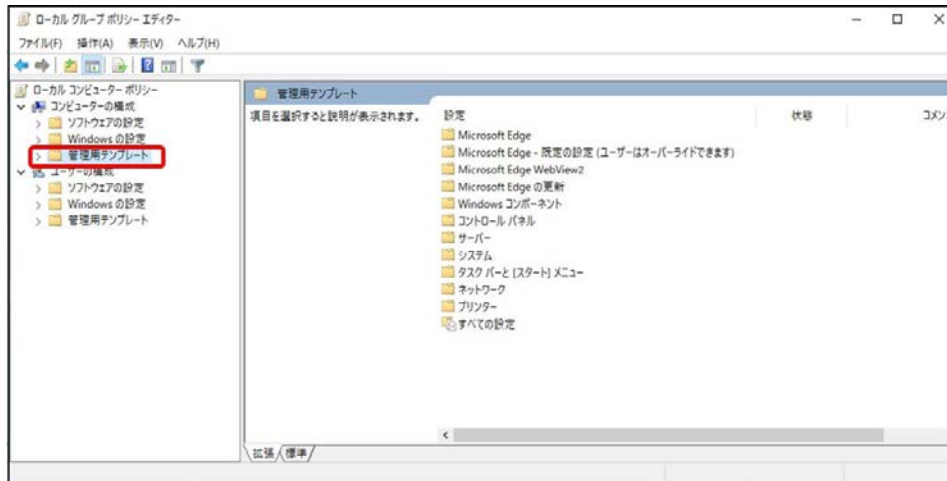 ローカル グループ ポリシー エディター
ファイル(F) 操作(A) 表示(V) ヘルプ(H)
ローカル コンピューター ポリシー
コンピューターの構成
ソフトウェアの設定
Windows の設定
管理用テンプレート
ユーザーの構成
ソフトウェアの設定
Windows の設定
管理用テンプレート
管理用テンプレート
項目を選択すると説明が表示されます。
設定 状態 コメン
Microsoft Edge
Microsoft Edge - 既定の設定 (ユーザーはオーバーライドできます)
Microsoft Edge WebView2
Microsoft Edge の更新
Windows コンポーネント
コントロール パネル
サーバー
システム
タスク バーと [スタート] メニュー
ネットワーク
プリンター
すべての設定
拡張 標準